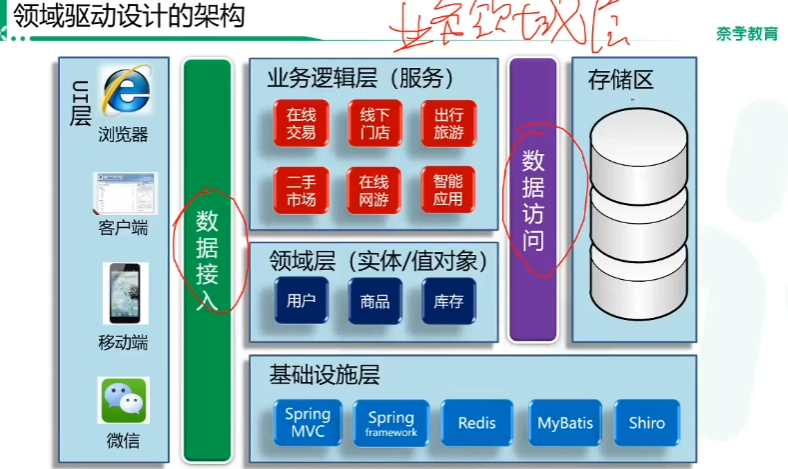 领域驱动设计的架构
业务领域层
奈学教育
UI层
浏览器
客户端
移动端
微信
数据接入
业务逻辑层（服务）
在线
交易
线下
门店
出行
旅游
二手
市场
在线
网游
智能
应用
领域层（实体/值对象）
用户
商品
库存
数据访问
存储区
基础设施层
Spring
MVC
Spring
framework
Redis
MyBatis
Shiro